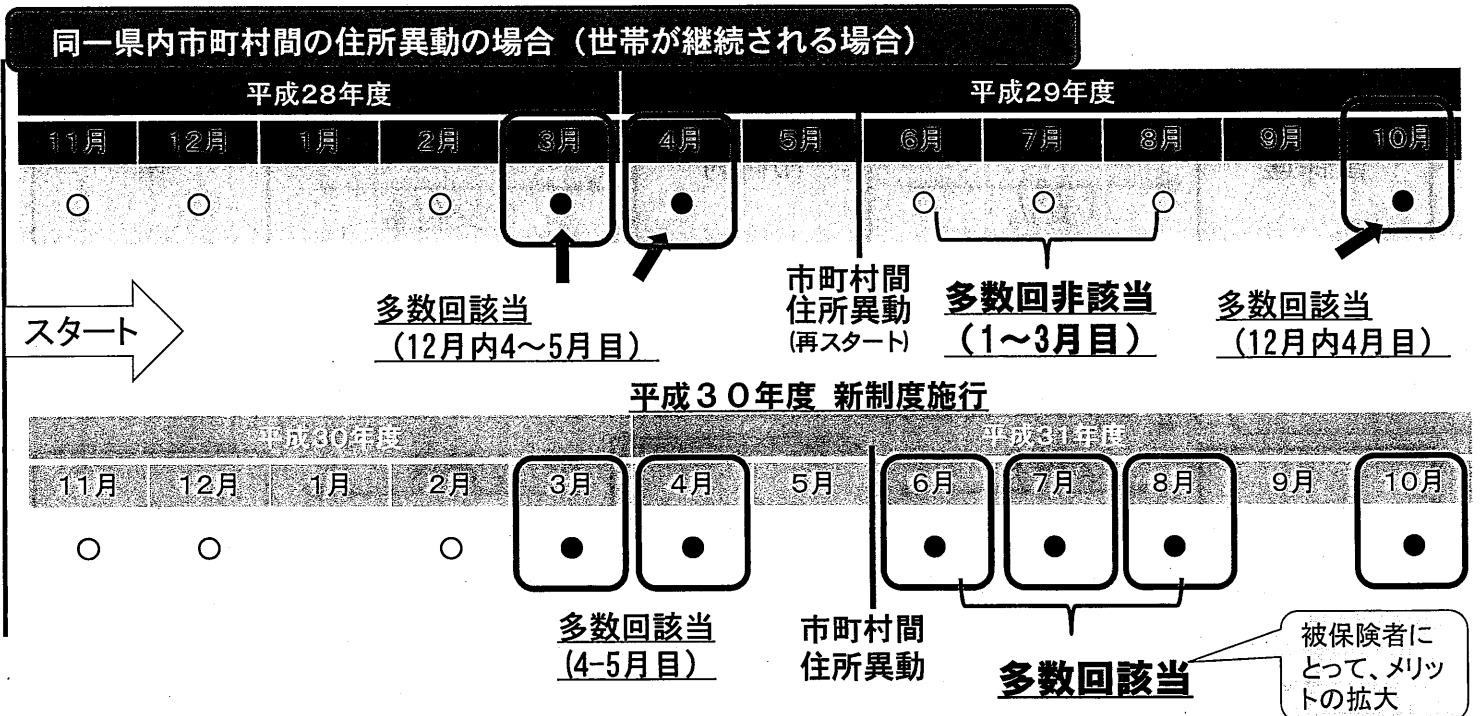 同一県内市町村間の住所異動の場合（世帯が継続される場合）
平成28年度 平成29年度
11月 12月 1月 2月 3月 4月 5月 6月 7月 8月 9月 10月
○ ○ ○ ● ● ○ ○ ○ ●
スタート
多数回該当
（12月内4～5月目）
市町村間
住所異動
（再スタート）
多数回非該当
（1～3月目）
多数回該当
（12月内4月目）
平成３０年度 新制度施行
平成30年度 平成31年度
11月 12月 1月 2月 3月 4月 5月 6月 7月 8月 9月 10月
○ ○ ○ ● ● ● ● ● ●
多数回該当
（4-5月目）
市町村間
住所異動
多数回該当
被保険者に
とって、メリッ
トの拡大